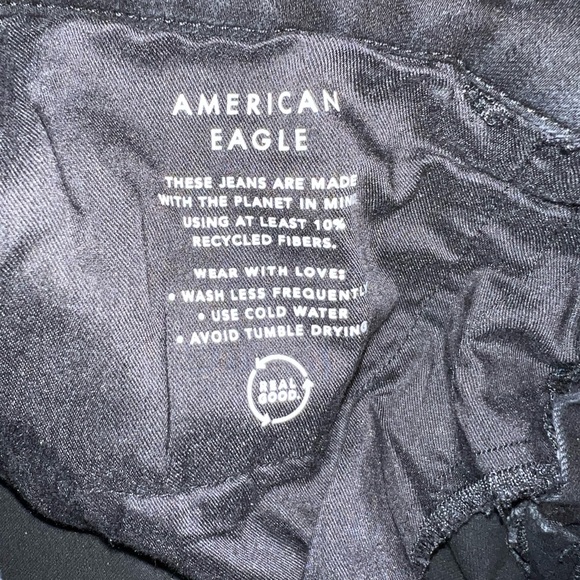 AMERICAN
EAGLE
THESE JEANS ARE MADE
WITH THE PLANET IN MIND
USING AT LEAST 10%
RECYCLED FIBERS.
WEAR WITH LOVE:
• WASH LESS FREQUENTLY
• USE COLD WATER
• AVOID TUMBLE DRYING
REAL
GOOD.